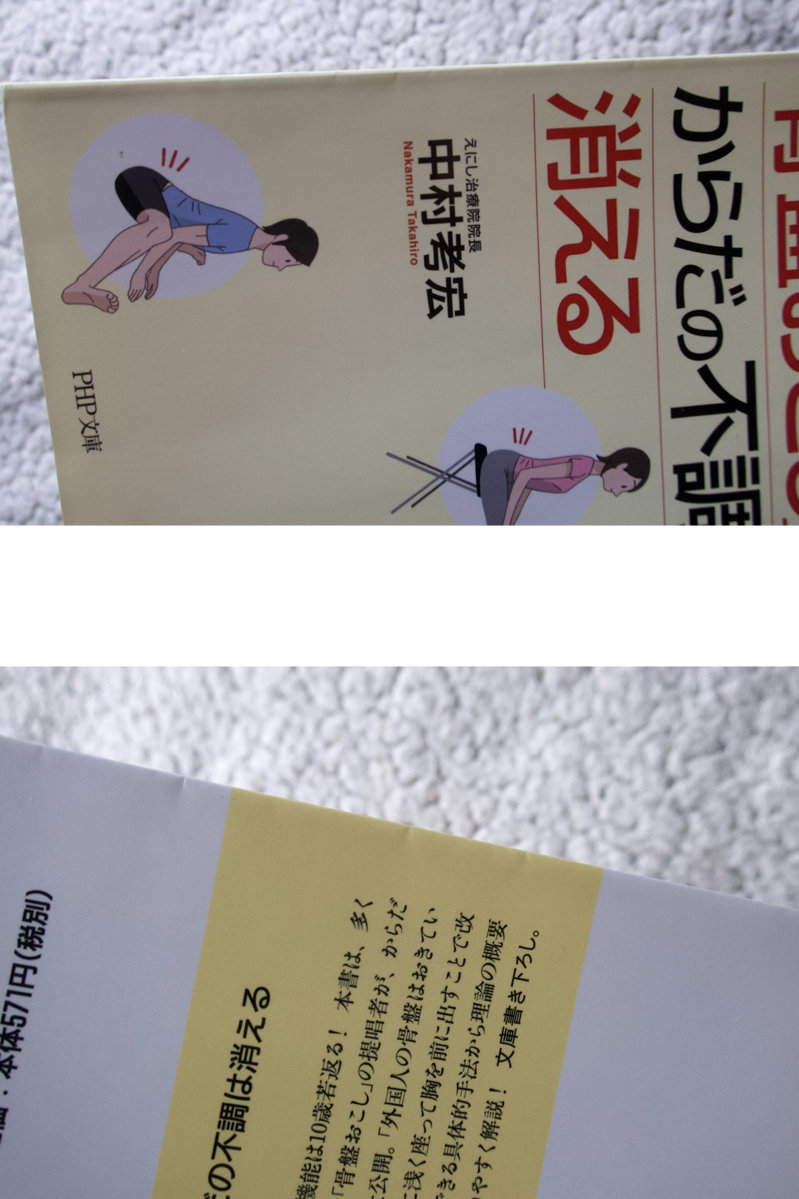 からだの不調
消える
えにし治療院院長
中村考宏
Nakamura Takahiro
PHP文庫
本体571円(税別)
の不調は消える
機能は10歳若返る! 本書は、多く
「骨盤おこし」の提唱者が、からだ
公開。「外国人の骨盤はおきてい
に浅く座って胸を前に出すことで改
できる具体的手法から理論の概要
りやすく解説! 文庫書き下ろし。